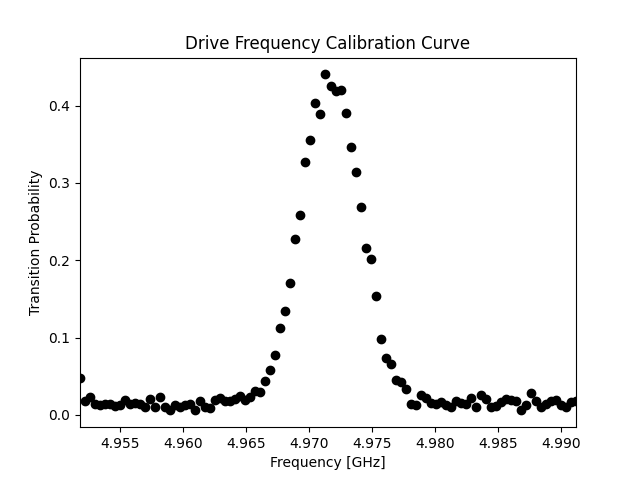 Drive Frequency Calibration Curve
Transition Probability
0.4
0.3
0.2
0.1
0.0
4.955 4.960 4.965 4.970 4.975 4.980 4.985 4.990
Frequency [GHz]